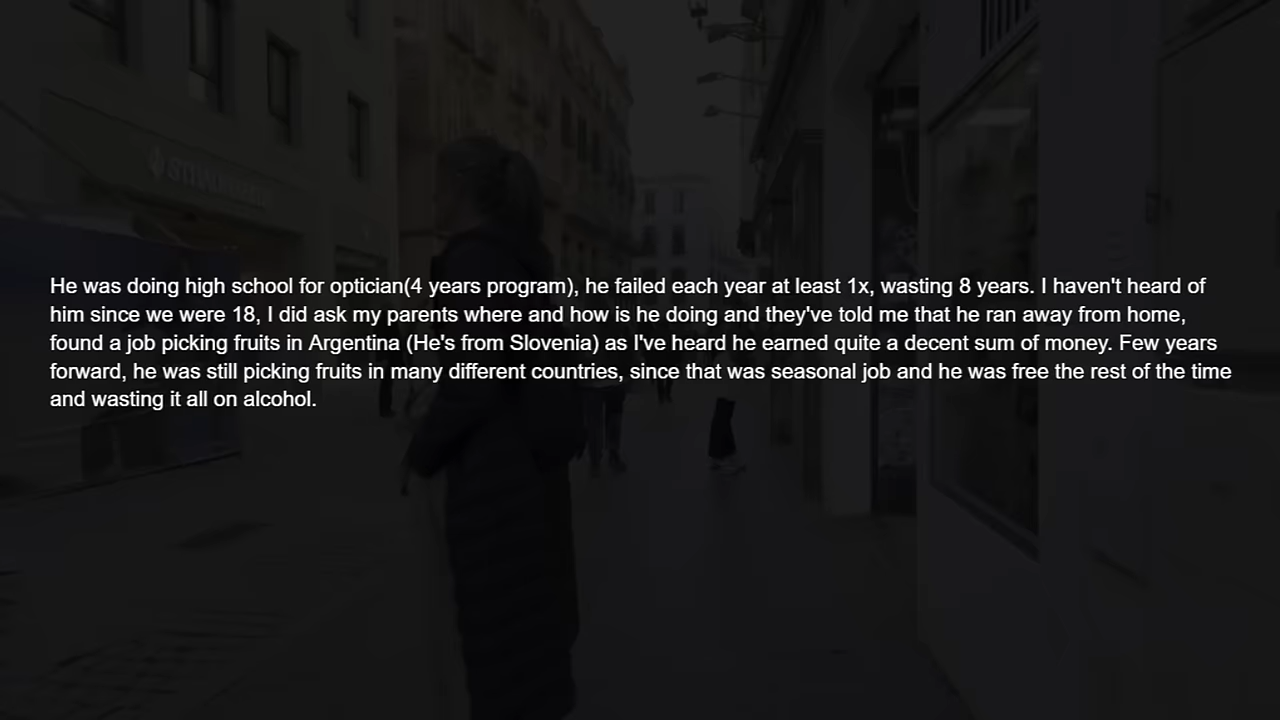 He was doing high school for optician(4 years program), he failed each year at least 1x, wasting 8 years. I haven't heard of
him since we were 18, I did ask my parents where and how is he doing and they've told me that he ran away from home,
found a job picking fruits in Argentina (He's from Slovenia) as I've heard he earned quite a decent sum of money. Few years
forward, he was still picking fruits in many different countries, since that was seasonal job and he was free the rest of the time
and wasting it all on alcohol.